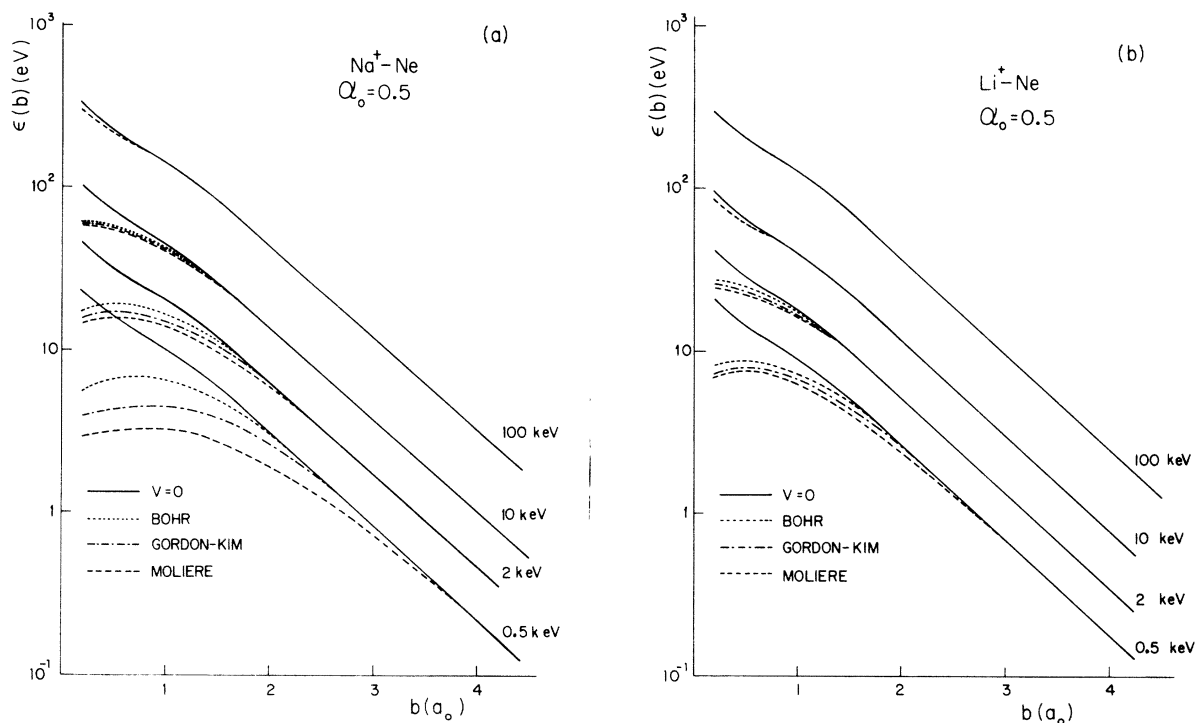 (a)
Na⁺-Ne
α₀=0.5
ϵ(b)(eV)
10³
10²
10
1
10⁻¹
100 keV
10 keV
2 keV
0.5 keV
V=0
BOHR
GORDON-KIM
MOLIERE
1
2
3
4
b(a₀)
(b)
Li⁺-Ne
α₀=0.5
ϵ(b)(eV)
10³
10²
10
1
10⁻¹
100 keV
10 keV
2 keV
0.5 keV
V=0
BOHR
GORDON-KIM
MOLIERE
1
2
3
4
b(a₀)